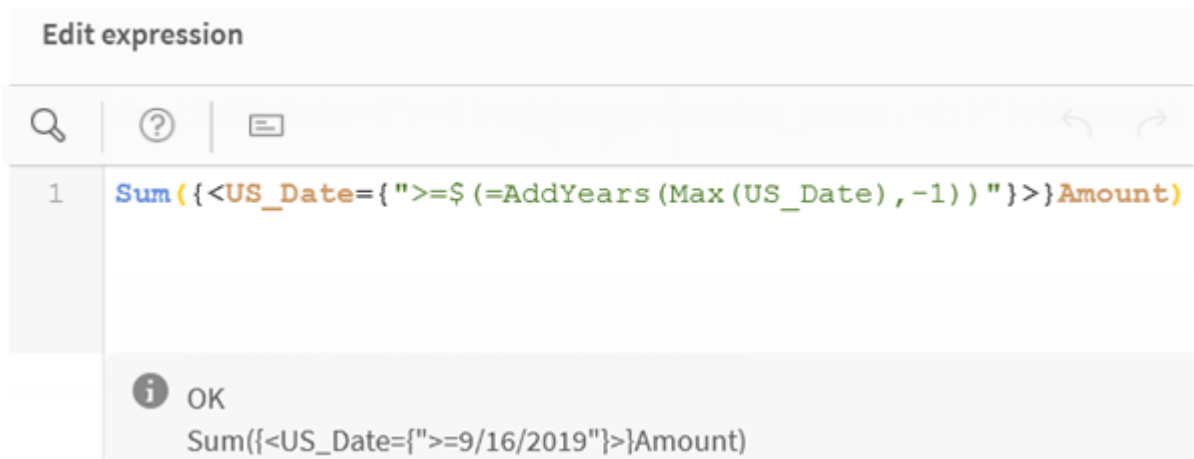 Edit expression
1 Sum({<US_Date={">=$(=AddYears(Max(US_Date),-1))"}>}Amount)
OK
Sum({<US_Date={">=9/16/2019"}>}Amount)